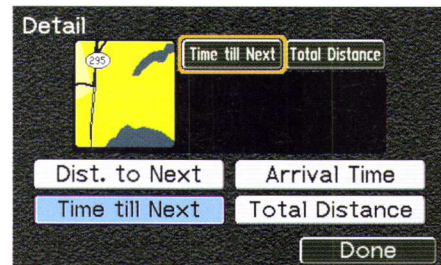 Detail
295
Time till Next Total Distance
Dist. to Next Arrival Time
Time till Next Total Distance
Done